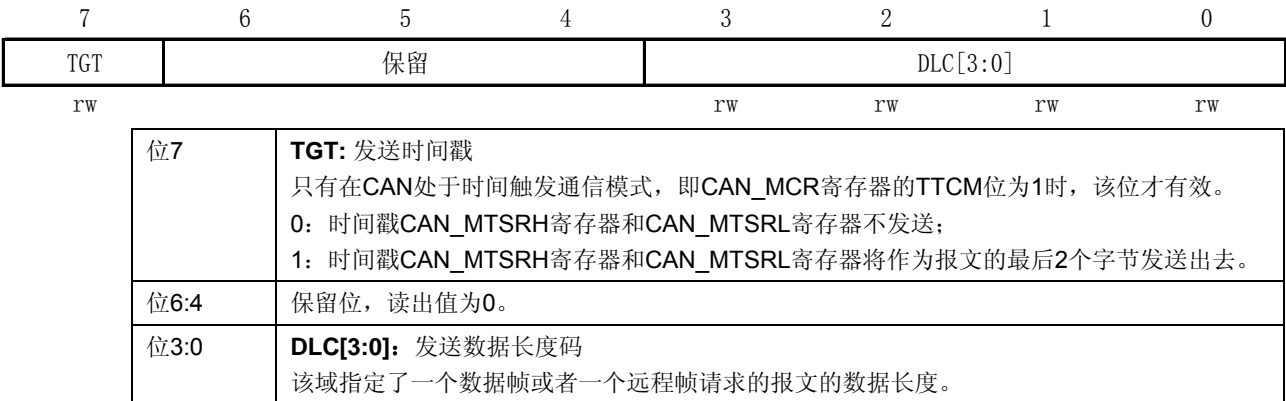 7 6 5 4 3 2 1 0
TGT 保留 DLC[3:0]
rw rw rw rw rw
位7 TGT: 发送时间戳
只有在CAN处于时间触发通信模式，即CAN_MCR寄存器的TTCM位为1时，该位才有效。
0：时间戳CAN_MTSRH寄存器和CAN_MTSRL寄存器不发送；
1：时间戳CAN_MTSRH寄存器和CAN_MTSRL寄存器将作为报文的最后2个字节发送出去。
位6:4 保留位，读出值为0。
位3:0 DLC[3:0]：发送数据长度码
该域指定了一个数据帧或者一个远程帧请求的报文的数据长度。